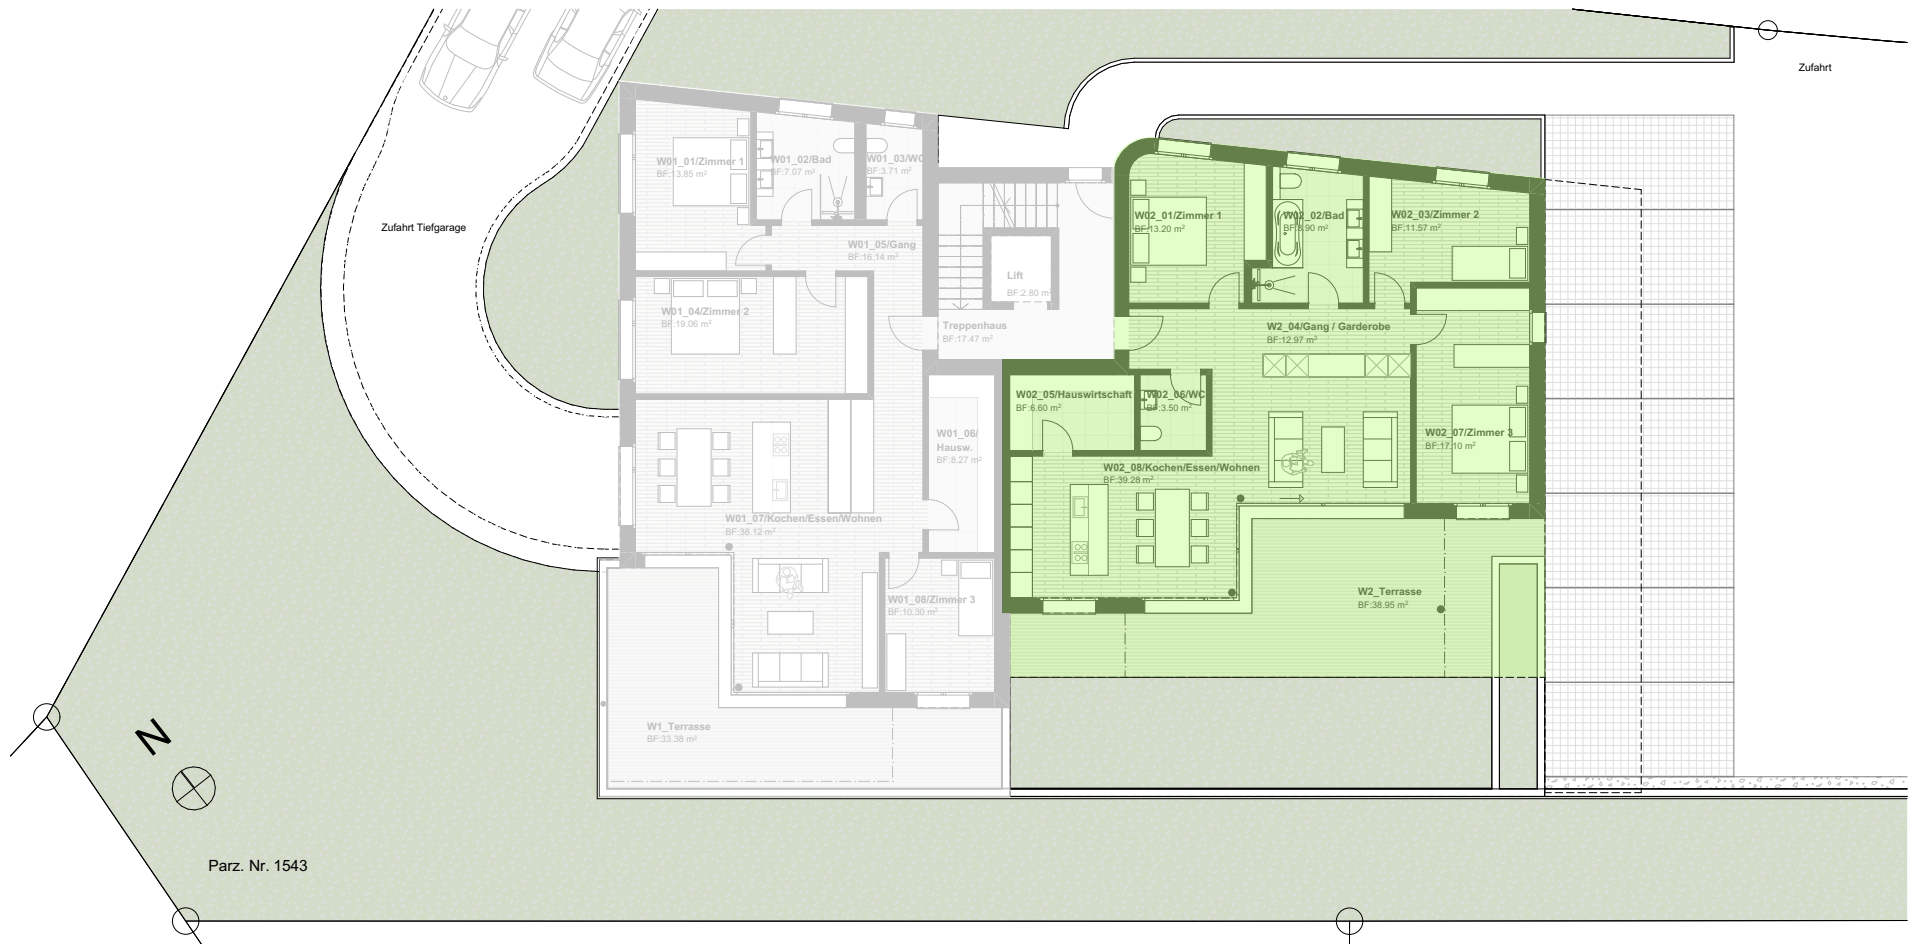 Zufahrt
Zufahrt Tiefgarage
W01_01/Zimmer 1
BF:13.85 m²
W01_02/Bad
BF:7.07 m²
W01_03/WC
BF:3.71 m²
W01_05/Gang
BF:16.14 m²
W01_04/Zimmer 2
BF:19.06 m²
Lift
BF:2.80 m²
Treppenhaus
BF:17.47 m²
W02_01/Zimmer 1
BF:13.20 m²
W02_02/Bad
BF:8.90 m²
W02_03/Zimmer 2
BF:11.57 m²
W2_04/Gang / Garderobe
BF:12.97 m²
W02_05/Hauswirtschaft
BF:6.60 m²
W02_06/WC
BF:3.50 m²
W02_07/Zimmer 3
BF:17.10 m²
W01_06/
Hausw.
BF:8.27 m²
W02_08/Kochen/Essen/Wohnen
BF:39.28 m²
W01_07/Kochen/Essen/Wohnen
BF:38.12 m²
W01_08/Zimmer 3
BF:10.30 m²
W2_Terrasse
BF:38.95 m²
W1_Terrasse
BF:33.38 m²
N
Parz. Nr. 1543